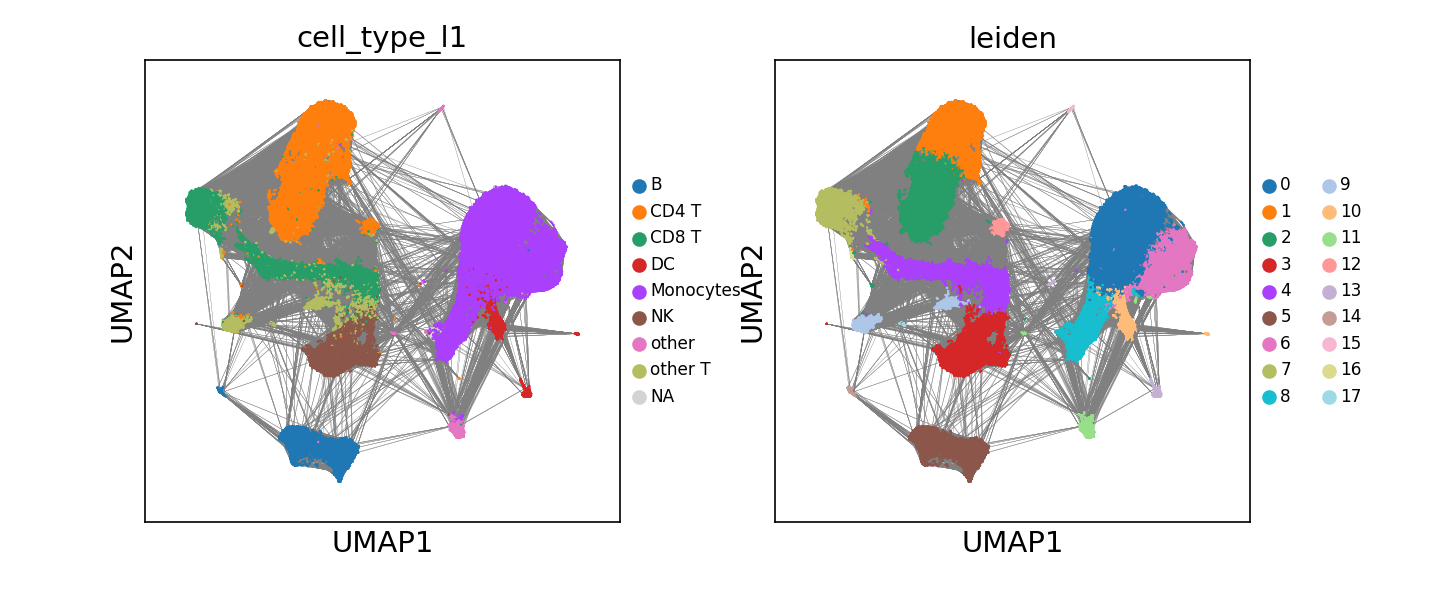 cell_type_l1
UMAP2
UMAP1
B
CD4 T
CD8 T
DC
Monocytes
NK
other
other T
NA
leiden
UMAP2
UMAP1
0
1
2
3
4
5
6
7
8
9
10
11
12
13
14
15
16
17